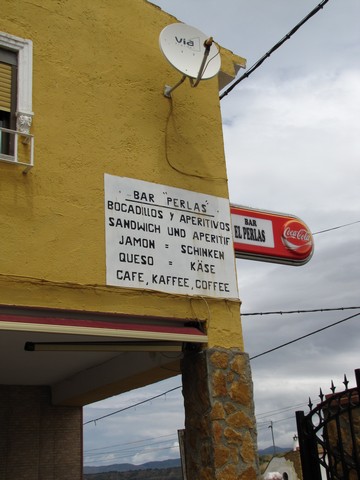 Via
BAR "PERLAS"
BOCADILLOS Y APERITIVOS
SANDWICH UND APERITIF
JAMON = SCHINKEN
QUESO = KÄSE
CAFE, KAFFEE, COFFEE
BAR
EL PERLAS
Coca-Cola